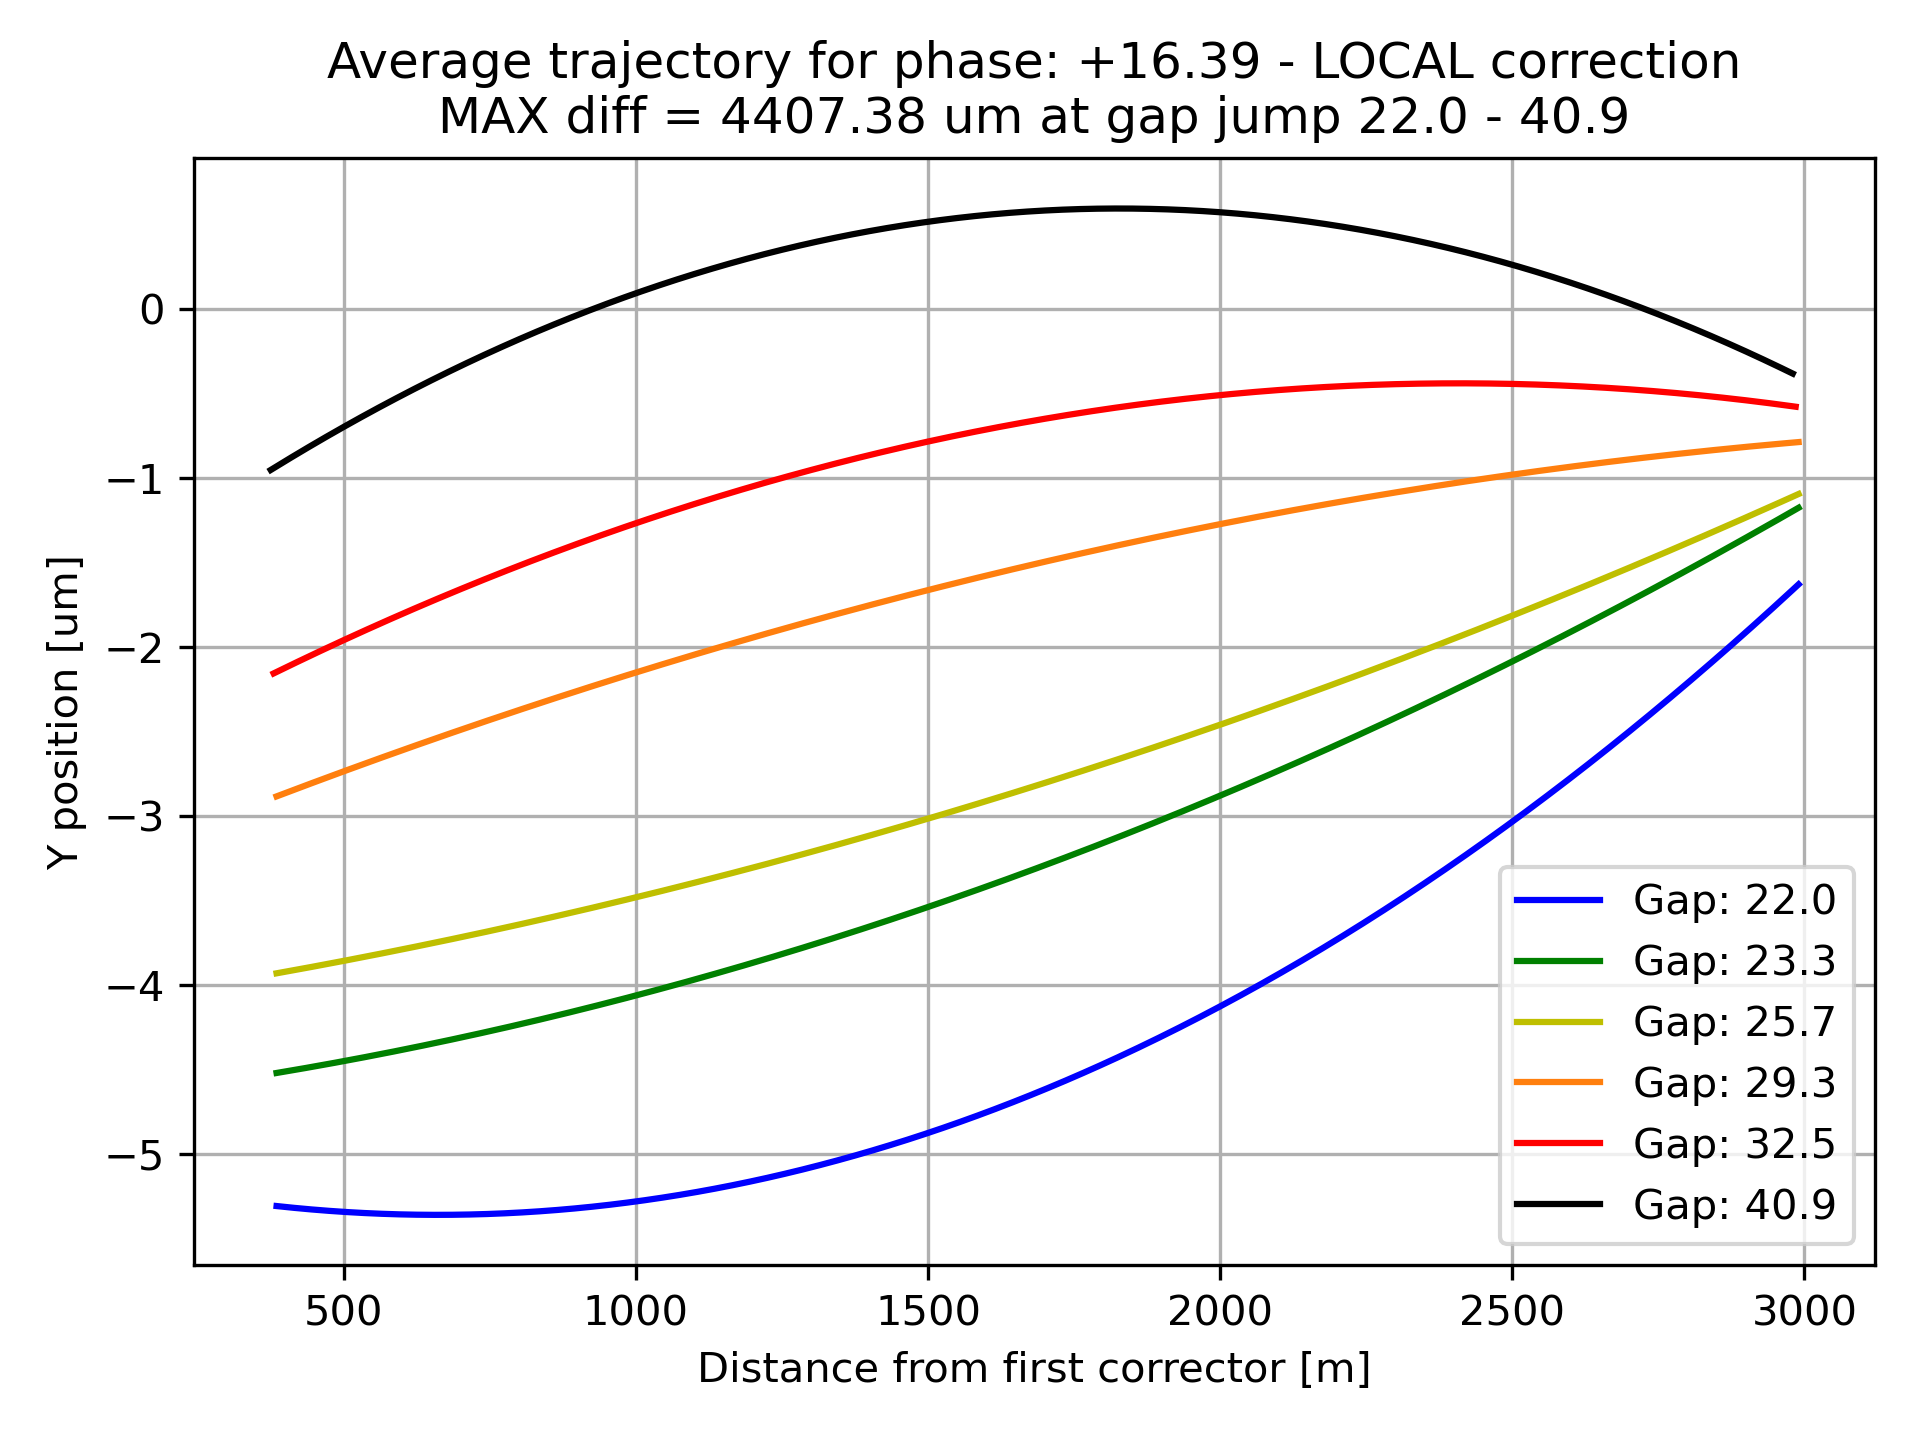 Average trajectory for phase: +16.39 - LOCAL correction
MAX diff = 4407.38 um at gap jump 22.0 - 40.9
Y position [um]
0
−1
−2
−3
−4
−5
Gap: 22.0
Gap: 23.3
Gap: 25.7
Gap: 29.3
Gap: 32.5
Gap: 40.9
500 1000 1500 2000 2500 3000
Distance from first corrector [m]